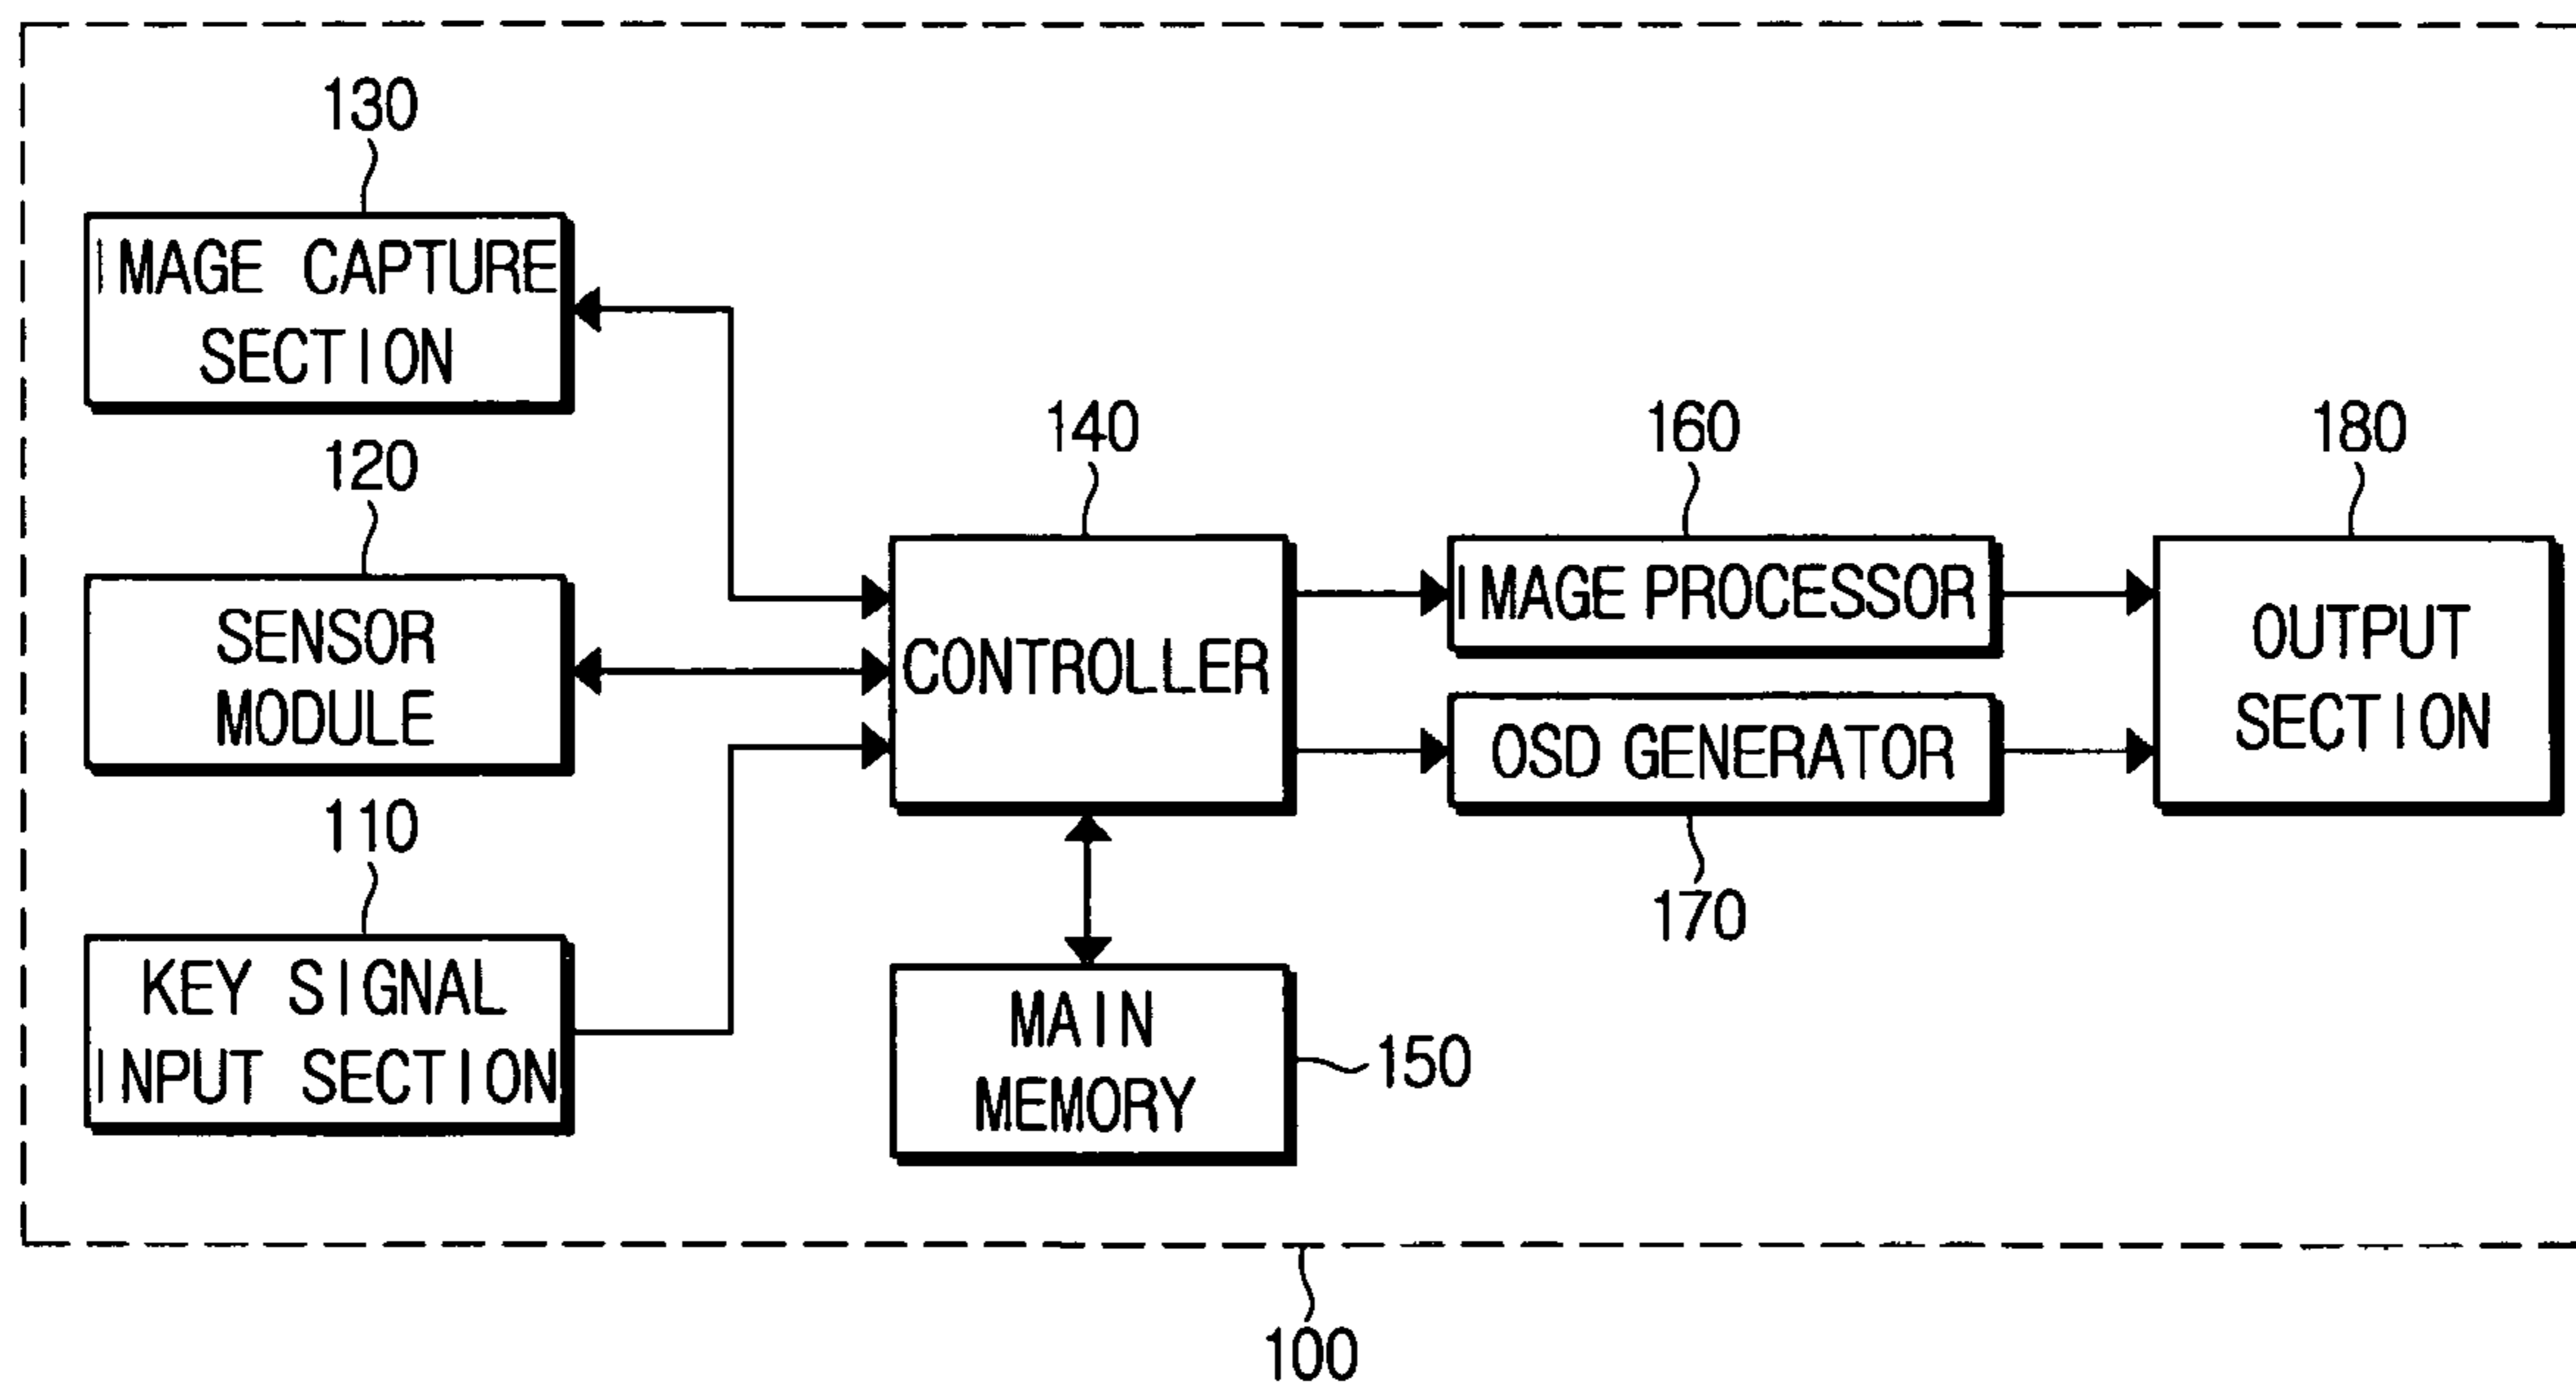 130
IMAGE CAPTURE
SECTION
120
SENSOR
MODULE
110
KEY SIGNAL
INPUT SECTION
140
CONTROLLER
MAIN
MEMORY
150
160
IMAGE PROCESSOR
OSD GENERATOR
170
180
OUTPUT
SECTION
100